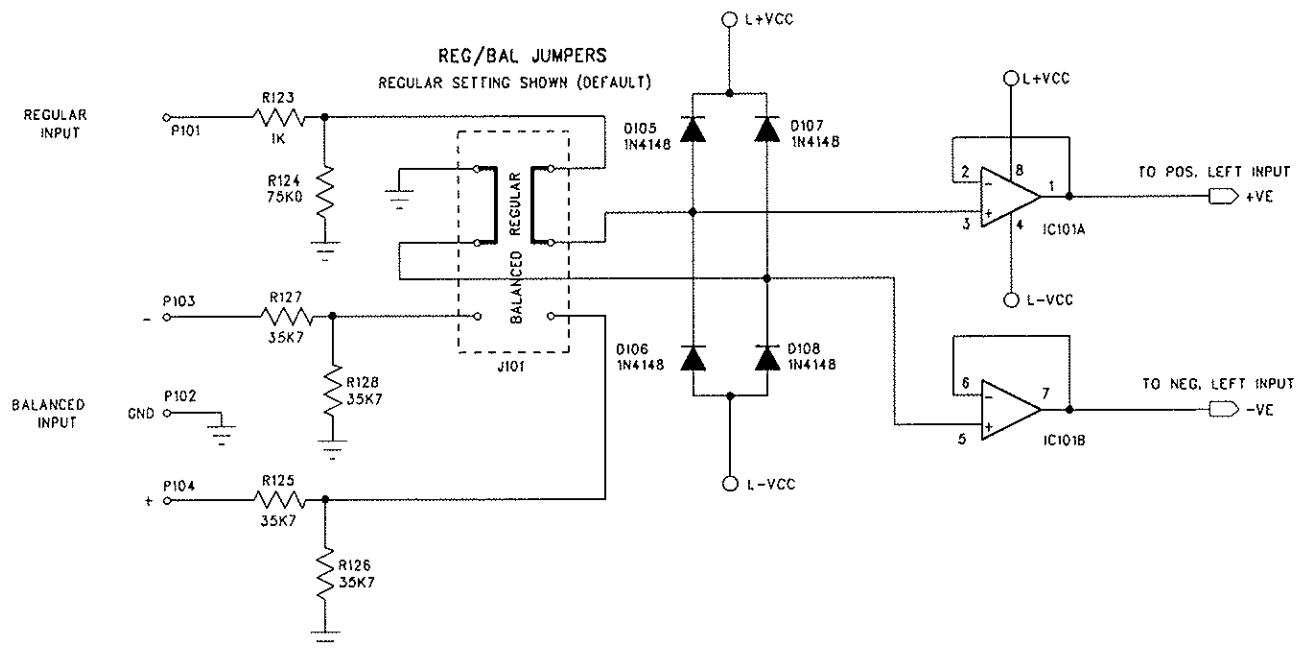 REG/BAL JUMPERS
REGULAR SETTING SHOWN (DEFAULT)
L+VCC
L+VCC
REGULAR
INPUT
P101
R123
1K
R124
75K0
REGULAR
BALANCED
J101
D105
1N4148
D107
1N4148
D106
1N4148
D108
1N4148
L-VCC
2
-
8
1
+
3
4
IC101A
L-VCC
TO POS. LEFT INPUT
+VE
6
-
7
+
5
IC101B
TO NEG. LEFT INPUT
-VE
-
P103
R127
35K7
R128
35K7
BALANCED
INPUT
GND
P102
+
P104
R125
35K7
R126
35K7